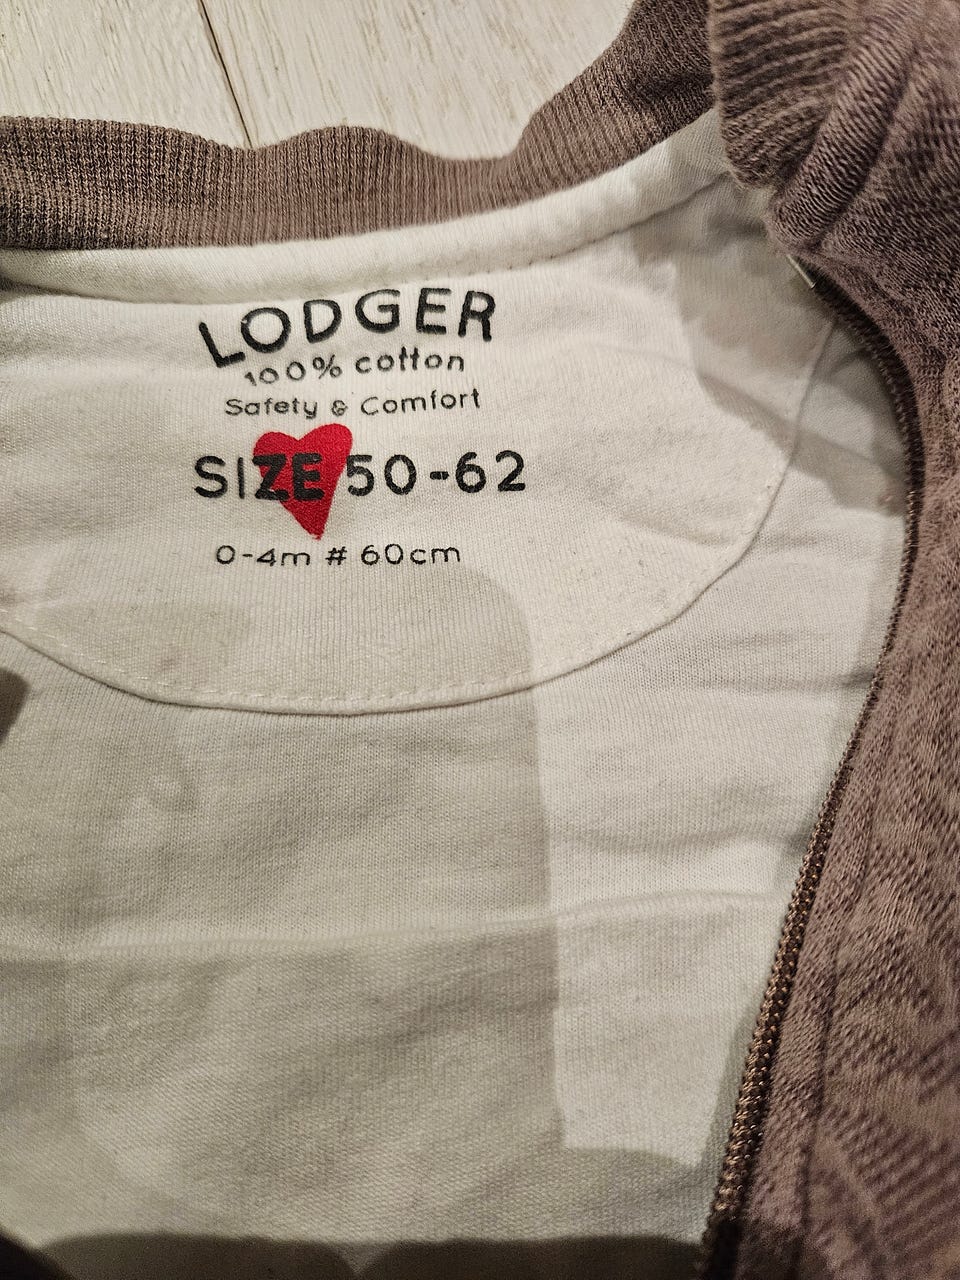 LODGER
100% cotton
Safety & Comfort
SIZE 50-62
0-4m # 60cm